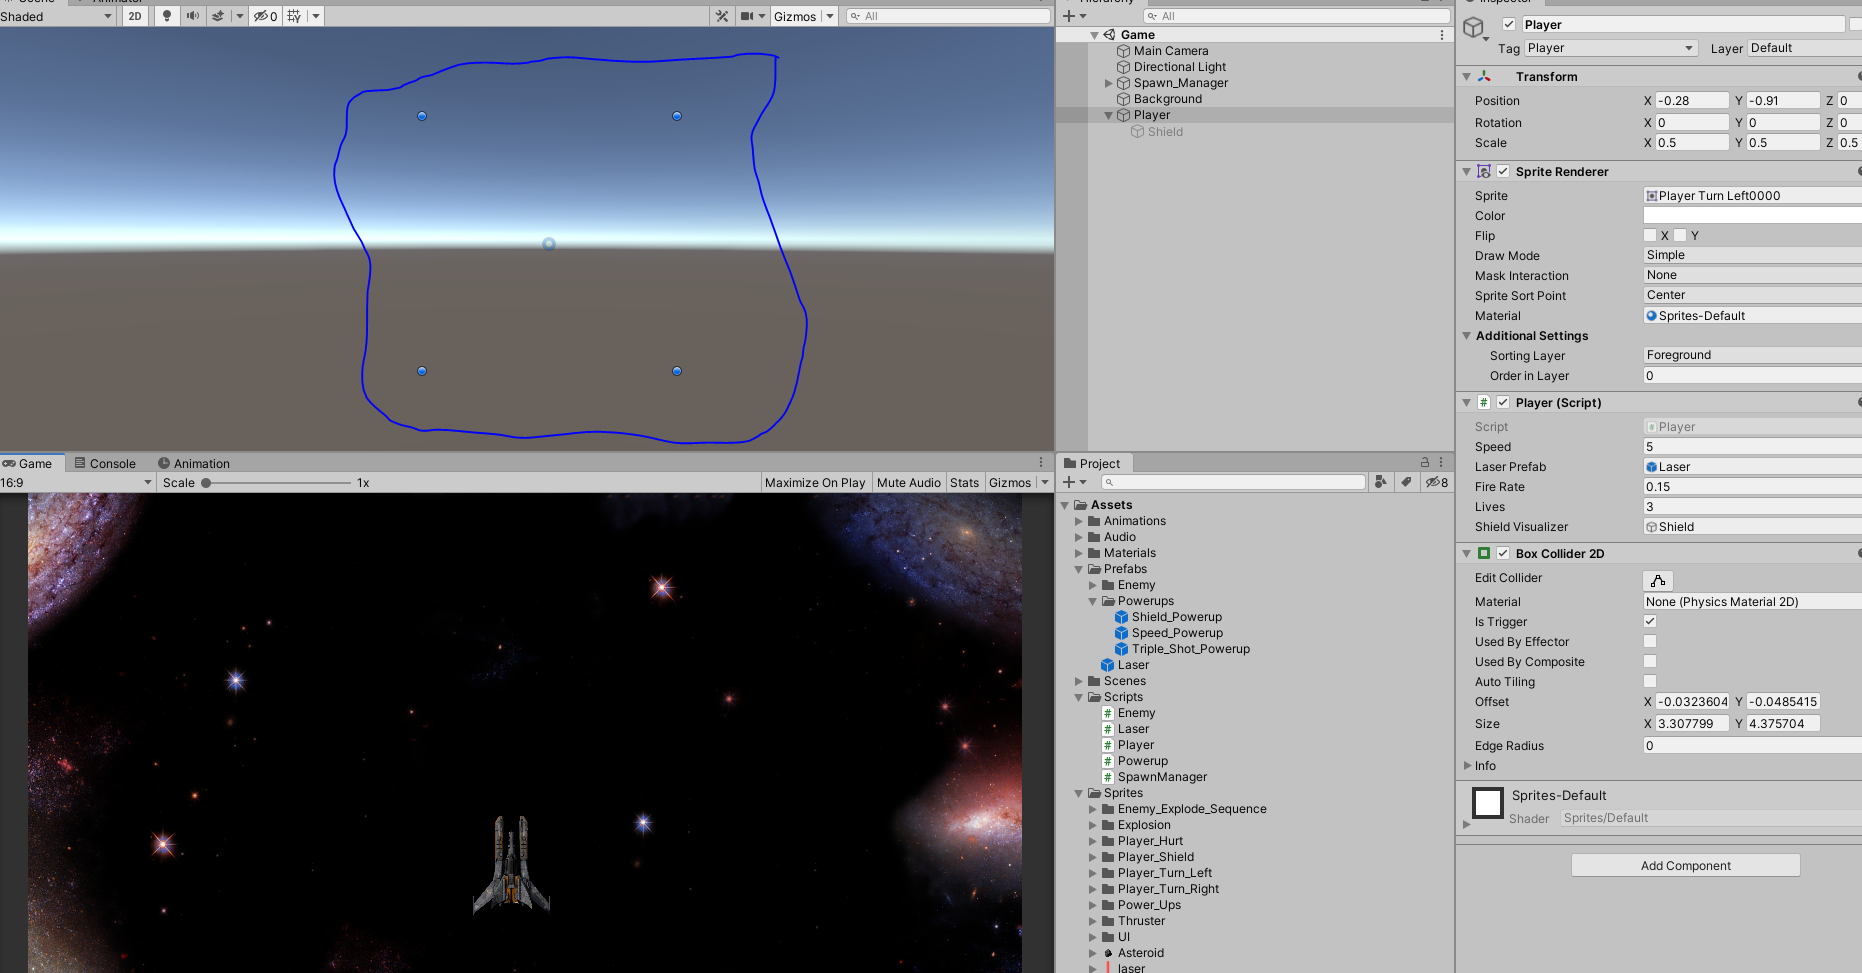 Shaded
2D
0
Gizmos
All
Hierarchy
All
Game
Main Camera
Directional Light
Spawn_Manager
Background
Player
Shield
Player
Tag Player Layer Default
Transform
Position X -0.28 Y -0.91 Z 0
Rotation X 0 Y 0 Z 0
Scale X 0.5 Y 0.5 Z 0.5
Sprite Renderer
Sprite Player Turn Left0000
Color
Flip X Y
Draw Mode Simple
Mask Interaction None
Sprite Sort Point Center
Material Sprites-Default
Additional Settings
Sorting Layer Foreground
Order in Layer 0
Player (Script)
Script Player
Speed 5
Laser Prefab Laser
Fire Rate 0.15
Lives 3
Shield Visualizer Shield
Box Collider 2D
Edit Collider
Material None (Physics Material 2D)
Is Trigger
Used By Effector
Used By Composite
Auto Tiling
Offset X -0.0323604 Y -0.0485415
Size X 3.307799 Y 4.375704
Edge Radius 0
Info
Sprites-Default
Shader Sprites/Default
Add Component
Game Console Animation
16:9 Scale 1x Maximize On Play Mute Audio Stats Gizmos
Project
8
Assets
Animations
Audio
Materials
Prefabs
Enemy
Powerups
Shield_Powerup
Speed_Powerup
Triple_Shot_Powerup
Laser
Scenes
Scripts
Enemy
Laser
Player
Powerup
SpawnManager
Sprites
Enemy_Explode_Sequence
Explosion
Player_Hurt
Player_Shield
Player_Turn_Left
Player_Turn_Right
Power_Ups
Thruster
UI
Asteroid
laser